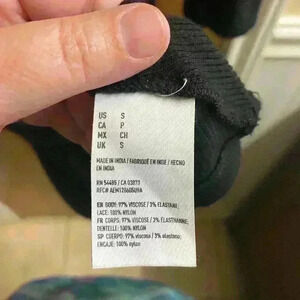 US S
CA P
MX CH
UK S
MADE IN INDIA / FABRIQUÉ EN INDE / HECHO
EN INDIA
RN 54485 / CA 03073
EN BODY: 97% VISCOSE / 3% ELASTANE;
LACE: 100% NYLON
FR CORPS: 97% VISCOSE / 3% ÉLASTHANNE;
DENTELLE: 100% NYLON
SP CUERPO: 97% viscosa / 3% elastano;
ENCAJE: 100% nylon